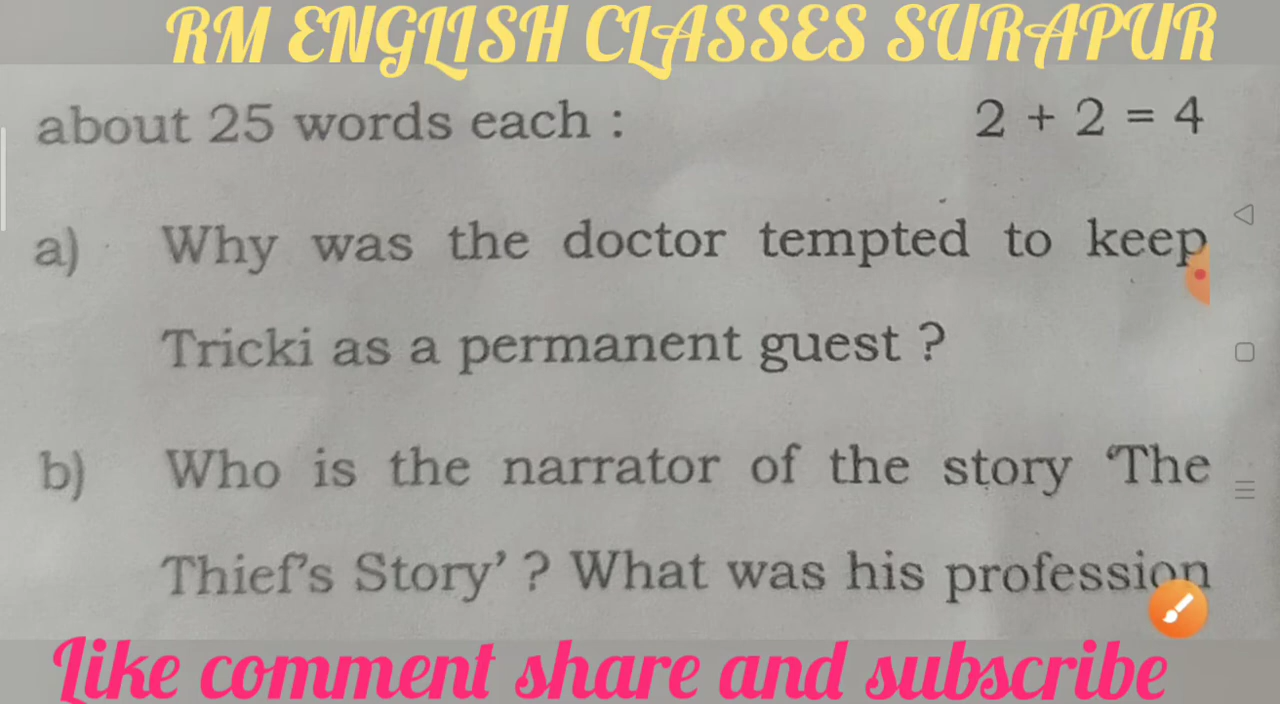 RM ENGLISH CLASSES SURAPUR
about 25 words each : 2 + 2 = 4
a) Why was the doctor tempted to keep
Tricki as a permanent guest ?
b) Who is the narrator of the story ‘The
Thief’s Story’ ? What was his profession
Like comment share and subscribe